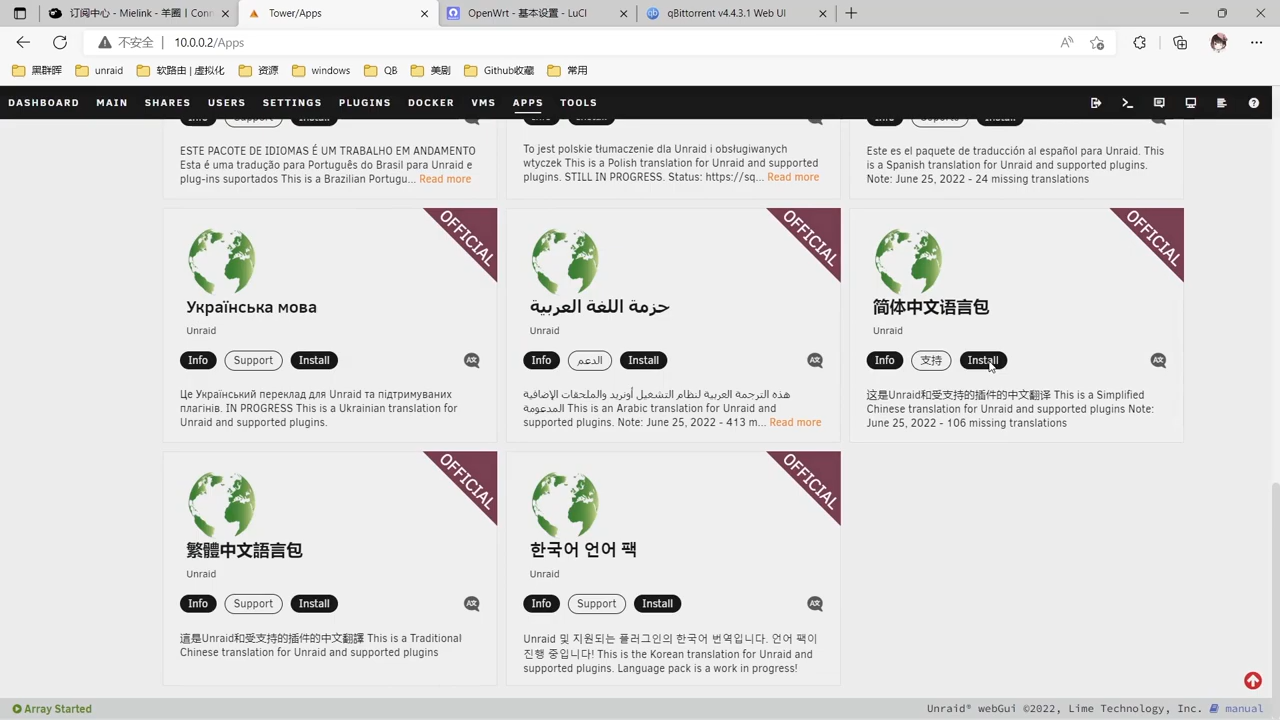 订阅中心 - Mielink - 羊圈 | Conn
Tower/Apps
OpenWrt - 基本设置 - LuCI
qBittorrent v4.4.3.1 Web UI
不安全
10.0.0.2/Apps
黑群晖
unraid
软路由 | 虚拟化
资源
windows
QB
美剧
Github收藏
常用
DASHBOARD MAIN SHARES USERS SETTINGS PLUGINS DOCKER VMS APPS TOOLS
Info Support Install
ESTE PACOTE DE IDIOMAS É UM TRABALHO EM ANDAMENTO
Esta é uma tradução para Português do Brasil para Unraid e
plug-ins suportados This is a Brazilian Portugu... Read more
Info Install
To jest polskie tłumaczenie dla Unraid i obsługiwanych
wtyczek This is a Polish translation for Unraid and supported
plugins. STILL IN PROGRESS. Status: https://sq... Read more
Info Soporte Install
Este es el paquete de traducción al español para Unraid. This
is a Spanish translation for Unraid and supported plugins.
Note: June 25, 2022 - 24 missing translations
OFFICIAL
Українська мова
Unraid
Info Support Install
Це Український переклад для Unraid та підтримуваних
плагінів. IN PROGRESS This is a Ukrainian translation for
Unraid and supported plugins.
OFFICIAL
حزمة اللغة العربية
Unraid
Info الدعم Install
هذه الترجمة العربية لنظام التشغيل أونريد والملحقات الإضافية
المدعومة This is an Arabic translation for Unraid and
supported plugins. Note: June 25, 2022 - 413 m... Read more
OFFICIAL
简体中文语言包
Unraid
Info 支持 Install
这是Unraid和受支持的插件的中文翻译 This is a Simplified
Chinese translation for Unraid and supported plugins Note:
June 25, 2022 - 106 missing translations
OFFICIAL
繁體中文語言包
Unraid
Info Support Install
這是Unraid和受支持的插件的中文翻譯 This is a Traditional
Chinese translation for Unraid and supported plugins
OFFICIAL
한국어 언어 팩
Unraid
Info Support Install
Unraid 및 지원되는 플러그인의 한국어 번역입니다. 언어 팩이
진행 중입니다! This is the Korean translation for Unraid and
supported plugins. Language pack is a work in progress!
Array Started
Unraid® webGui ©2022, Lime Technology, Inc. manual